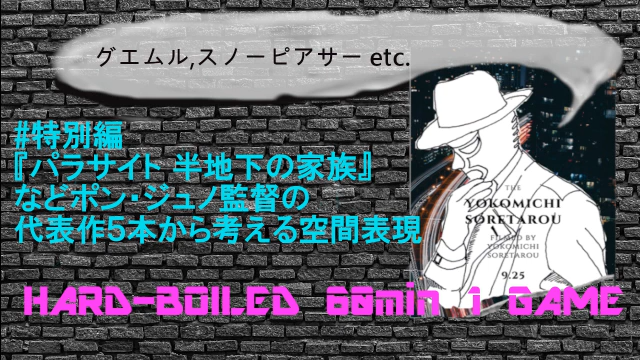 グエムル,スノーピアサー etc.
#特別編
『パラサイト 半地下の家族』
などポン・ジュノ監督の
代表作5本から考える空間表現
THE
YOKOMICHI
SORETAROU
FILMED BY
YOKOMICHI
SORETAROU
9.25
HARD-BOILED 60min 1 GAME